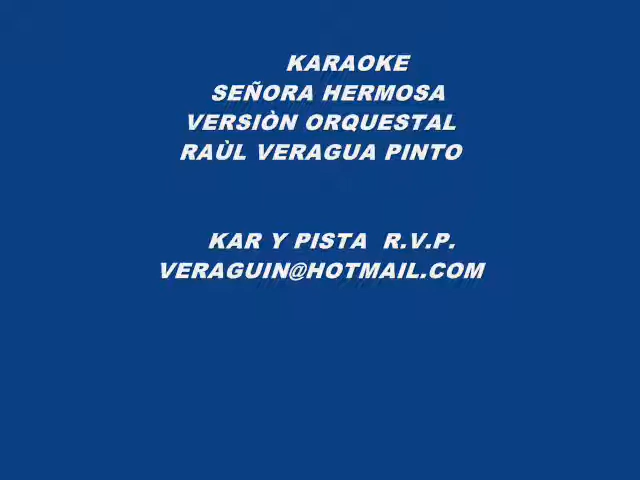 KARAOKE
SEÑORA HERMOSA
VERSIÒN ORQUESTAL
RAÙL VERAGUA PINTO
KAR Y PISTA R.V.P.
VERAGUIN@HOTMAIL.COM